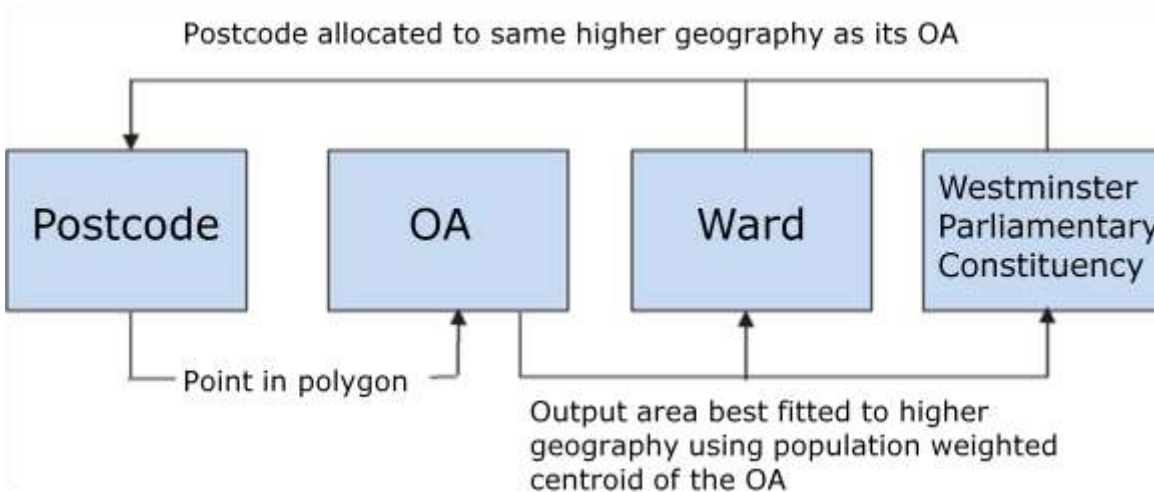 Postcode allocated to same higher geography as its OA
Postcode
OA
Ward
Westminster
Parliamentary
Constituency
Point in polygon
Output area best fitted to higher
geography using population weighted
centroid of the OA